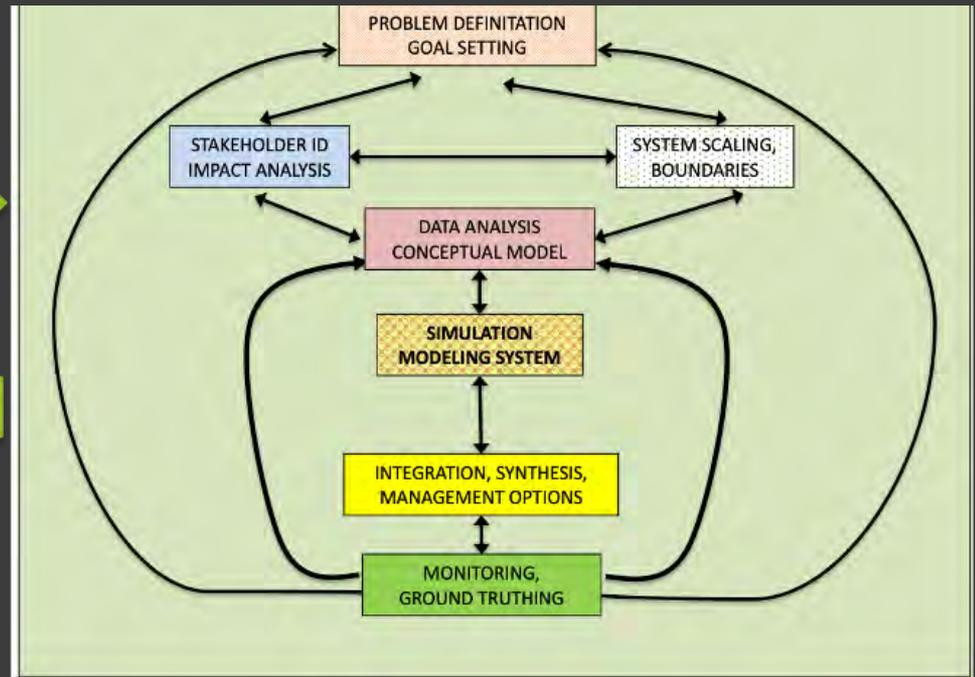 PROBLEM DEFINITATION
GOAL SETTING
STAKEHOLDER ID
IMPACT ANALYSIS
SYSTEM SCALING,
BOUNDARIES
DATA ANALYSIS
CONCEPTUAL MODEL
SIMULATION
MODELING SYSTEM
INTEGRATION, SYNTHESIS,
MANAGEMENT OPTIONS
MONITORING,
GROUND TRUTHING